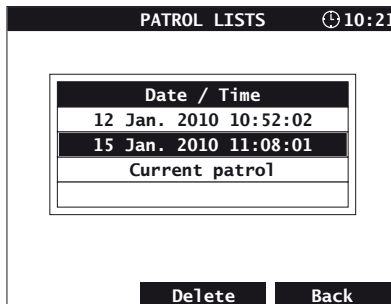 PATROL LISTS 10:21
Date / Time
12 Jan. 2010 10:52:02
15 Jan. 2010 11:08:01
Current patrol
Delete Back